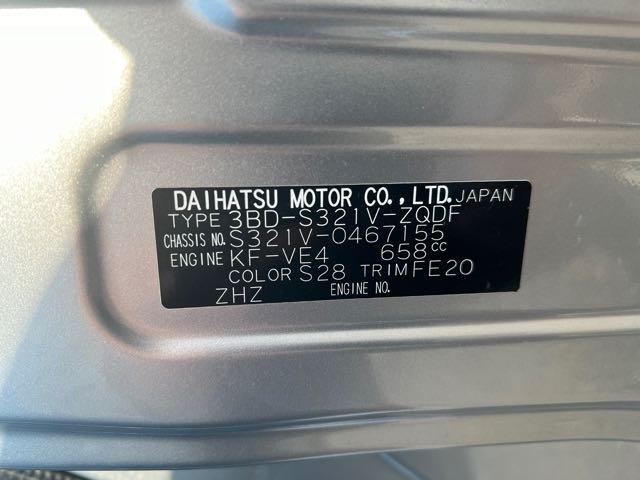 DAIHATSU MOTOR CO.,LTD. JAPAN
TYPE 3BD-S321V-ZQDF
CHASSIS NO. S321V-0467155
ENGINE KF-VE4 658cc
COLOR S28 TRIM FE20
ZHZ ENGINE NO.